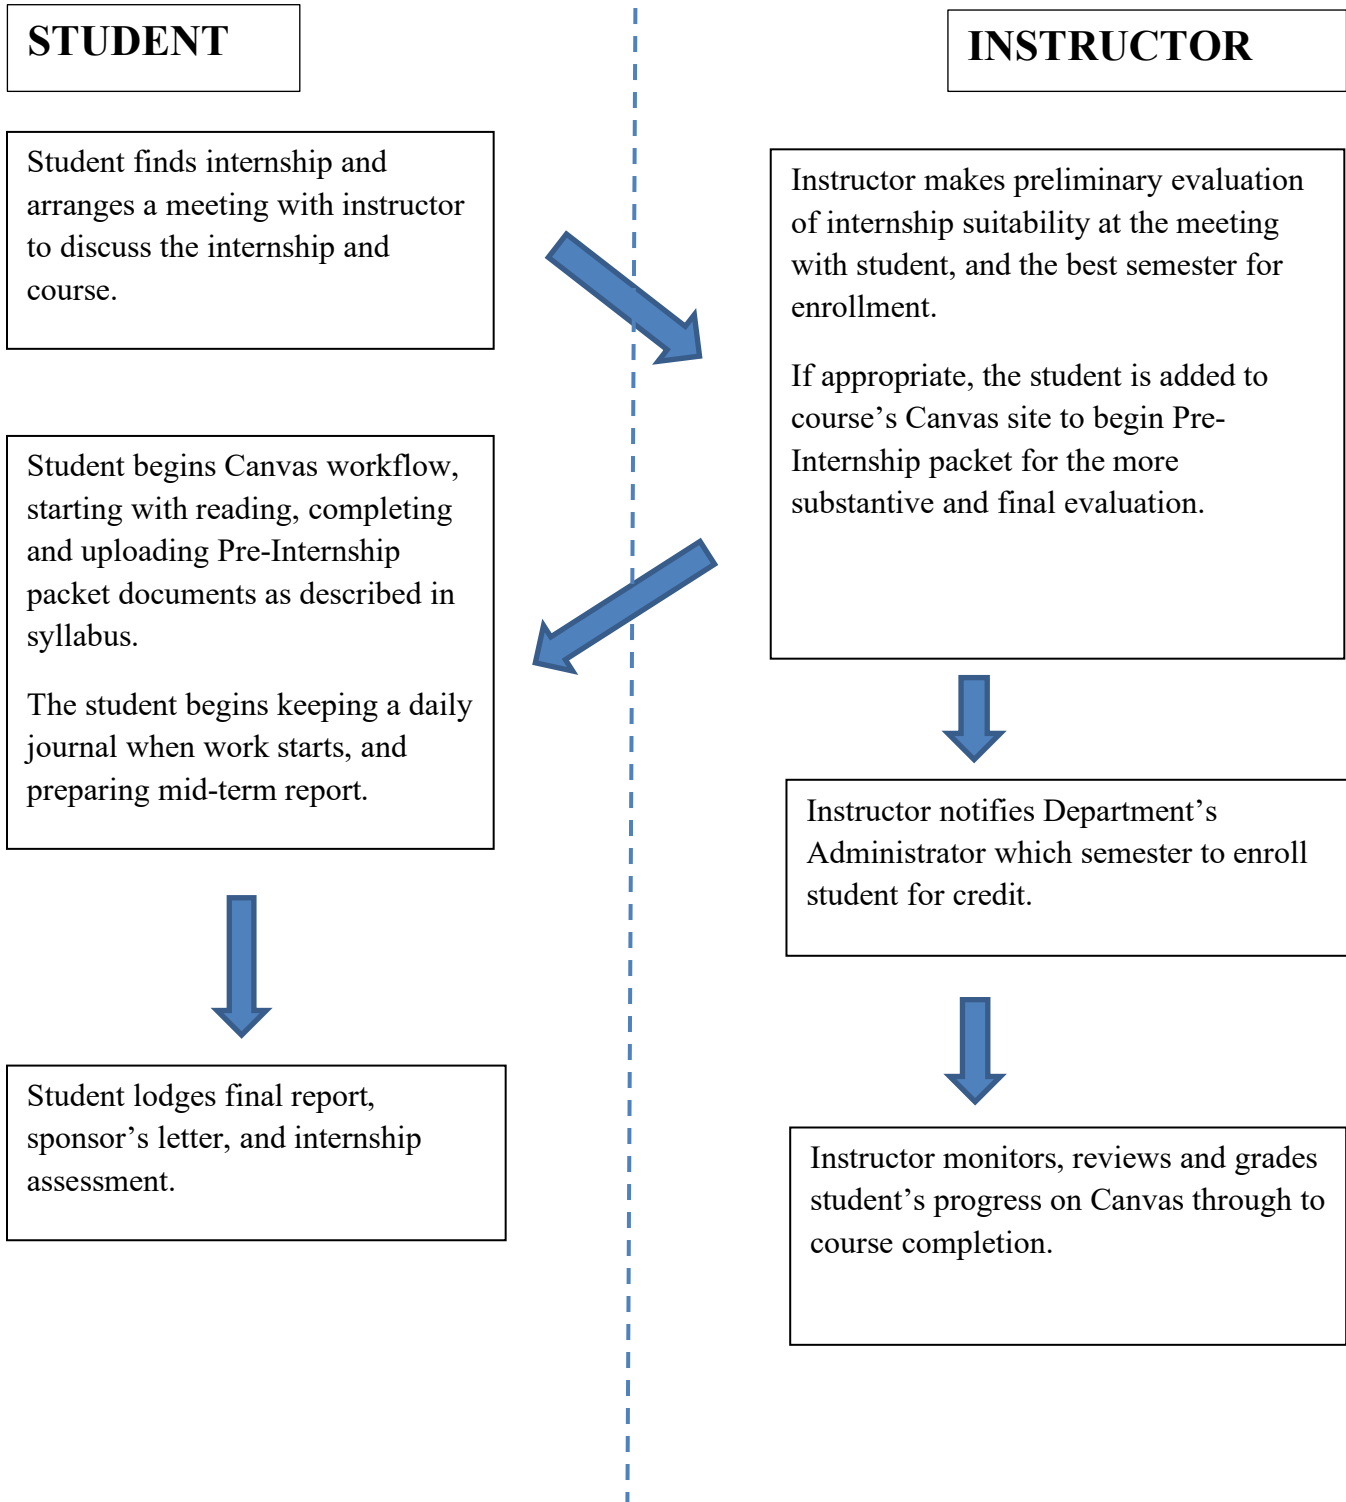 STUDENT
INSTRUCTOR
Student finds internship and
arranges a meeting with instructor
to discuss the internship and
course.
Instructor makes preliminary evaluation
of internship suitability at the meeting
with student, and the best semester for
enrollment.
If appropriate, the student is added to
course’s Canvas site to begin Pre-
Internship packet for the more
substantive and final evaluation.
Student begins Canvas workflow,
starting with reading, completing
and uploading Pre-Internship
packet documents as described in
syllabus.
The student begins keeping a daily
journal when work starts, and
preparing mid-term report.
Instructor notifies Department’s
Administrator which semester to enroll
student for credit.
Student lodges final report,
sponsor’s letter, and internship
assessment.
Instructor monitors, reviews and grades
student’s progress on Canvas through to
course completion.